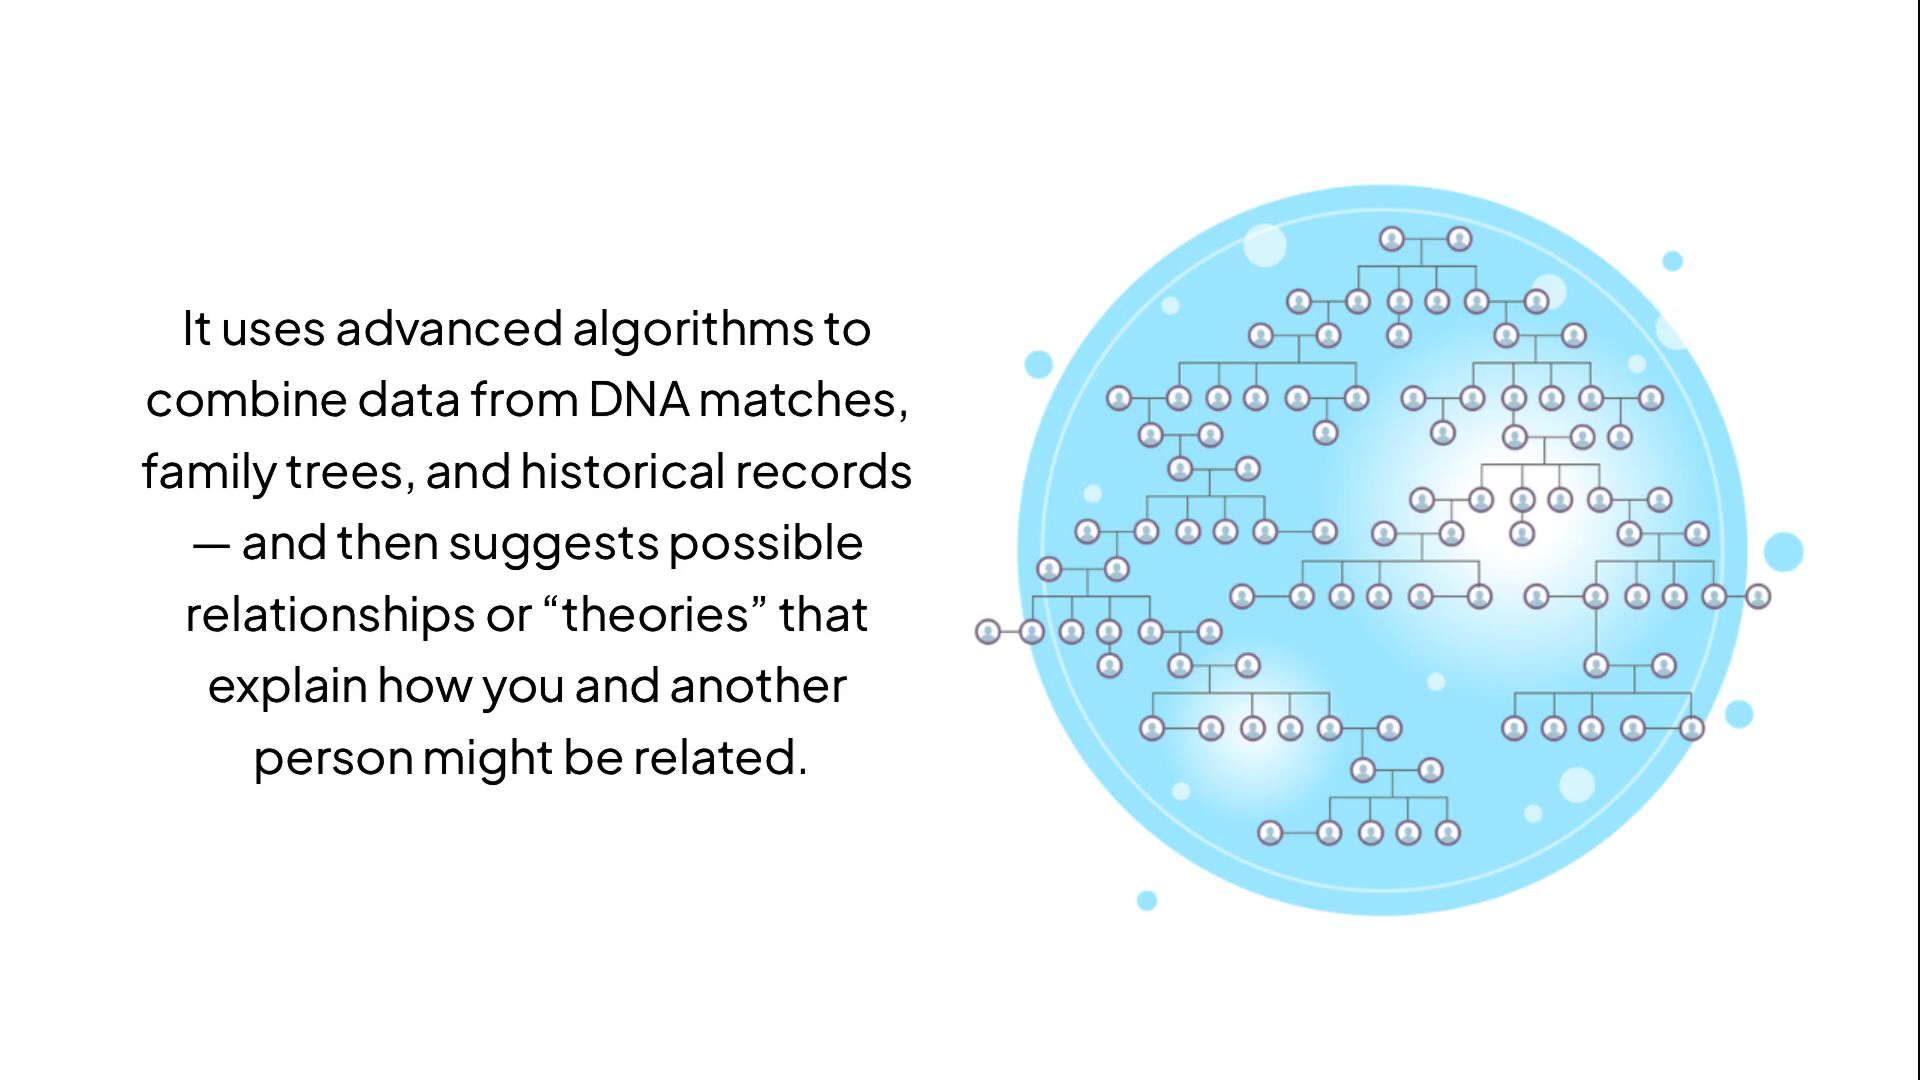 It uses advanced algorithms to
combine data from DNA matches,
family trees, and historical records
— and then suggests possible
relationships or “theories” that
explain how you and another
person might be related.